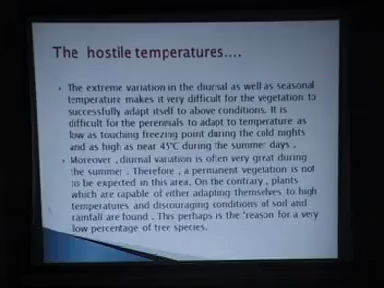 The hostile temperatures....
The extreme variation in the diursal as well as seasonal
temperature makes it very difficult for the vegetation to
successfully adapt itself to above conditions. It is
difficult for the perennials to adapt to temperature as
low as touching freezing point during the cold nights
and as high as near 45°C during the summer days .
Moreover , diurnal variation is often very great during
the summer . Therefore , a permanent vegetation is not
to be expected in this area. On the contrary , plants
which are capable of either adapting themselves to high
temperatures and discouraging conditions of soil and
rainfall are found . This perhaps is the "reason for a very
low percentage of tree species.